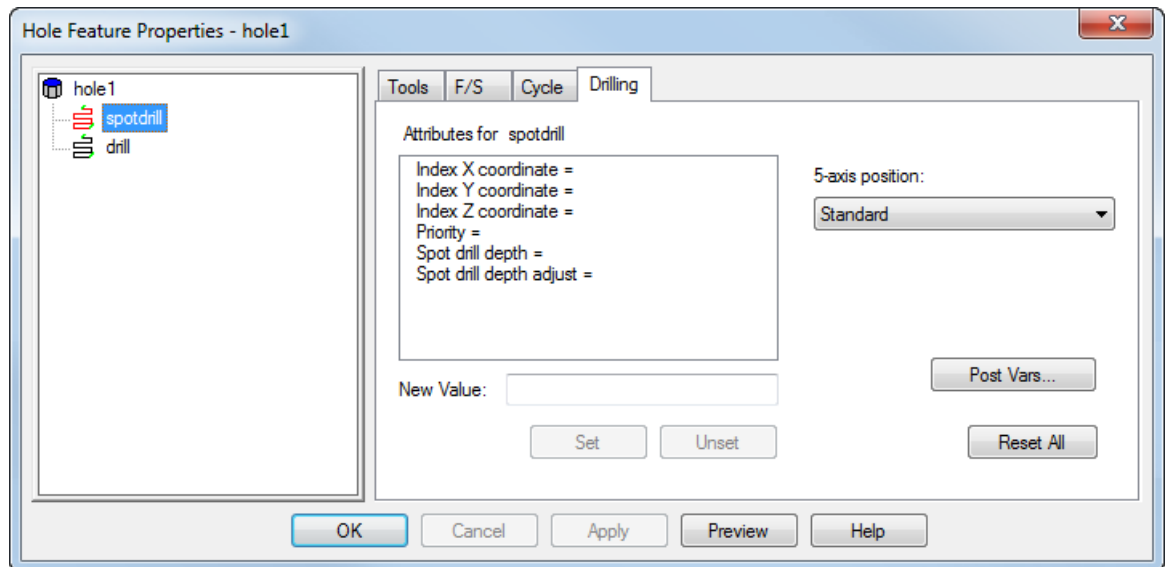 Hole Feature Properties - hole1
hole1
spotdrill
drill
Tools F/S Cycle Drilling
Attributes for spotdrill
Index X coordinate =
Index Y coordinate =
Index Z coordinate =
Priority =
Spot drill depth =
Spot drill depth adjust =
5-axis position:
Standard
New Value:
Post Vars...
Set Unset Reset All
OK Cancel Apply Preview Help